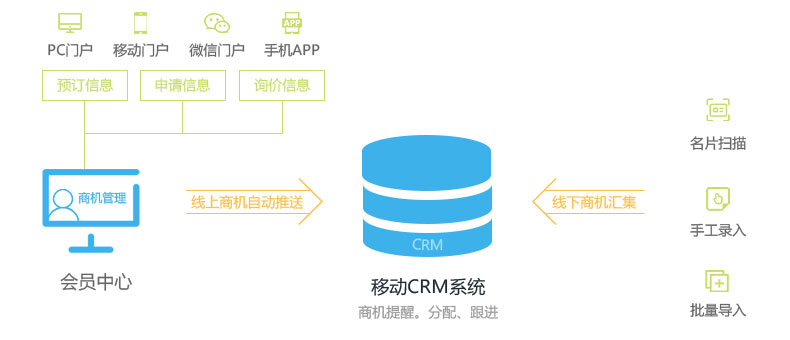 APP
PC门户 移动门户 微信门户 手机APP
预订信息 申请信息 询价信息
商机管理
会员中心
线上商机自动推送
CRM
移动CRM系统
商机提醒。分配、跟进
线下商机汇集
名片扫描
手工录入
批量导入